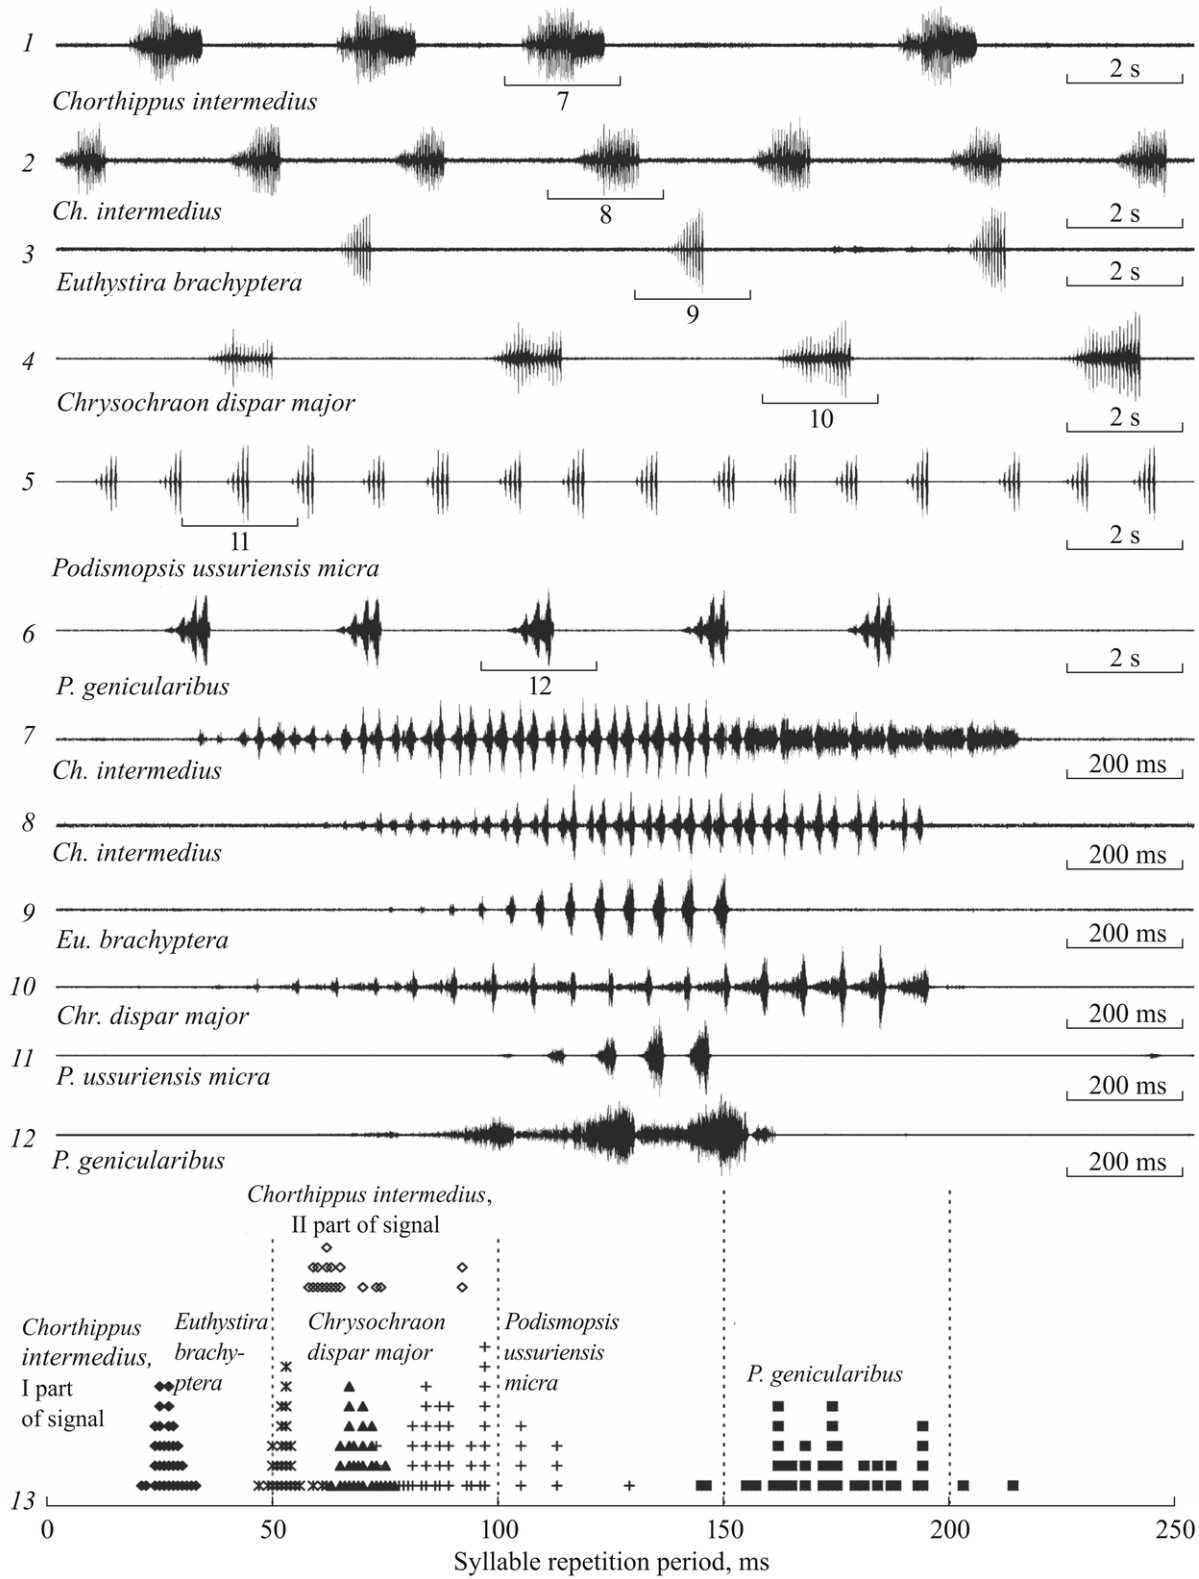 1
2 s
7
Chorthippus intermedius
2
2 s
8
Ch. intermedius
3
2 s
9
Euthystira brachyptera
4
2 s
10
Chrysochraon dispar major
5
2 s
11
Podismopsis ussuriensis micra
6
2 s
12
P. genicularibus
7
200 ms
Ch. intermedius
8
200 ms
Ch. intermedius
9
200 ms
Eu. brachyptera
10
200 ms
Chr. dispar major
11
200 ms
P. ussuriensis micra
12
200 ms
P. genicularibus
Chorthippus intermedius,
II part of signal
Chorthippus
intermedius,
I part
of signal
Euthystira
brachy-
ptera
Chrysochraon
dispar major
Podismopsis
ussuriensis
micra
P. genicularibus
13
0 50 100 150 200 250
Syllable repetition period, ms